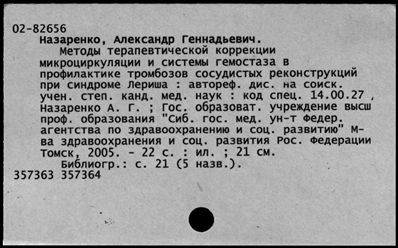 02-82656
Назаренко, Александр Геннадьевич.
Методы терапевтической коррекции
микроциркуляции и системы гемостаза в
профилактике тромбозов сосудистых реконструкций
при синдроме Лериша : автореф. дис. на соиск.
учен. степ. канд. мед. наук : код спец. 14.00.27 ,
Назаренко А. Г. ; Гос. образоват. учреждение высш
проф. образования "Сиб. гос. мед. ун-т Федер.
агентства по здравоохранению и соц. развитию" М-
ва здравоохранения и соц. развития Рос. Федерации
Томск, 2005. - 22 с. : ил. ; 21 см.
Библиогр.: с. 21 (5 назв.).
357363 357364